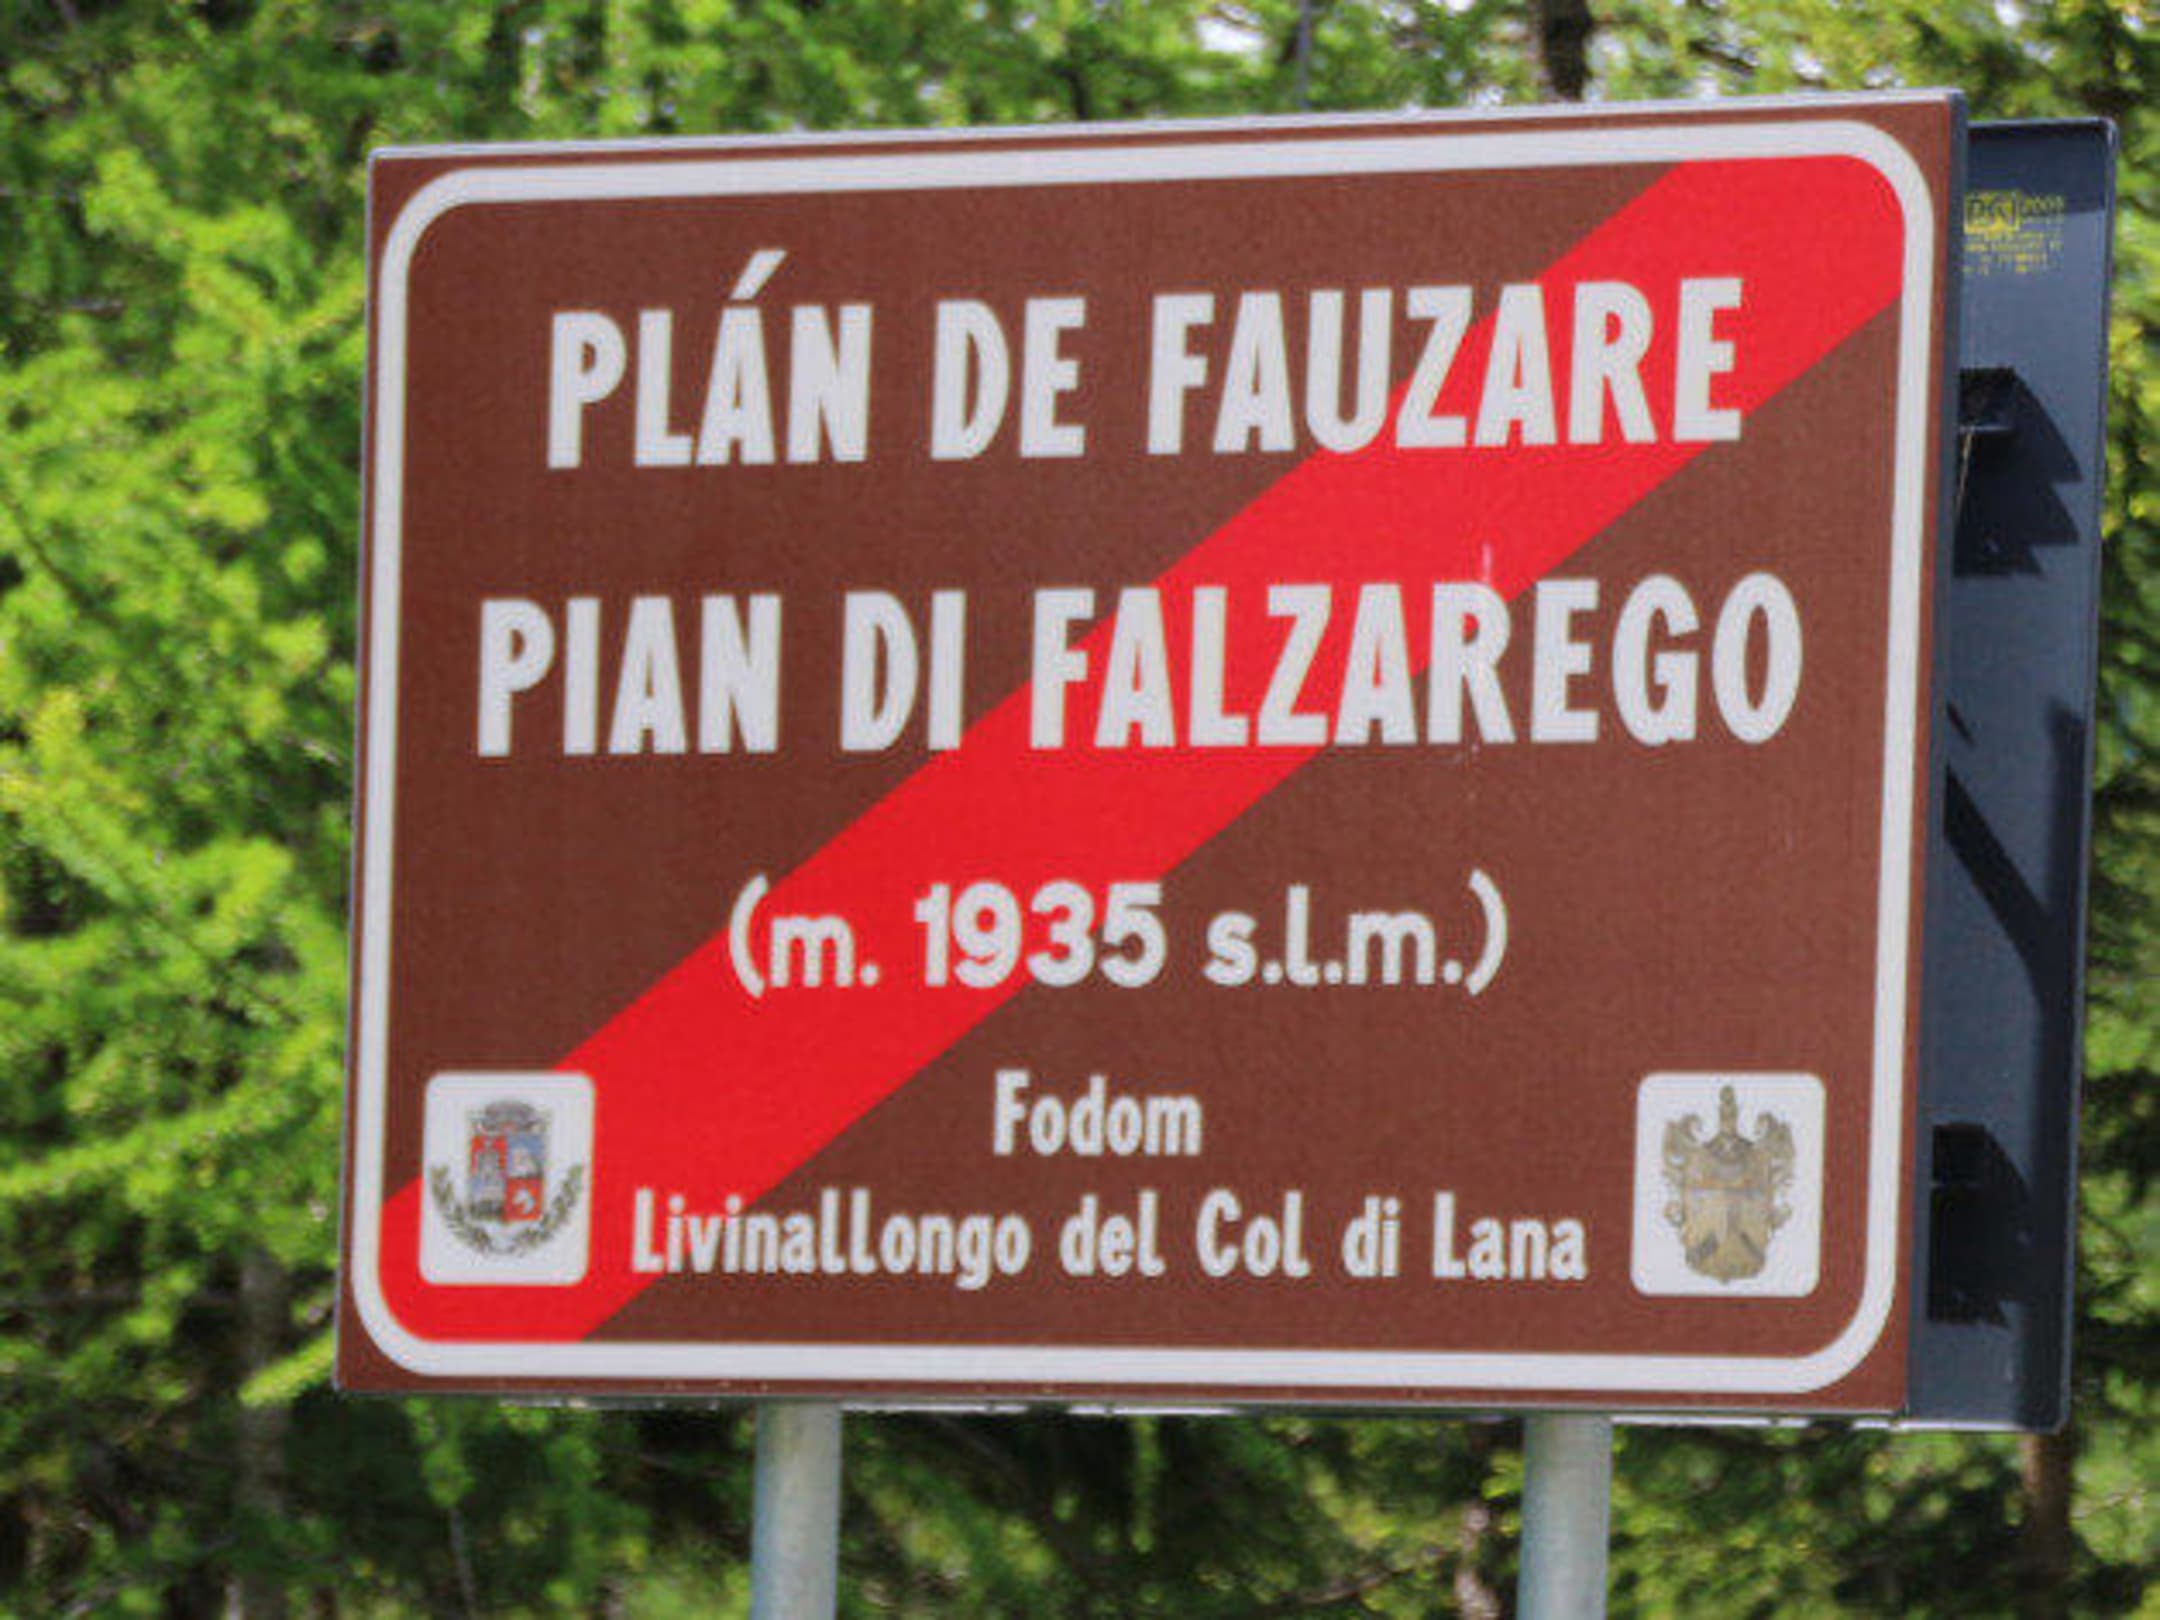 PLÁN DE FAUZARE
PIAN DI FALZAREGO
(m. 1935 s.l.m.)
Fodom
Livinallongo del Col di Lana